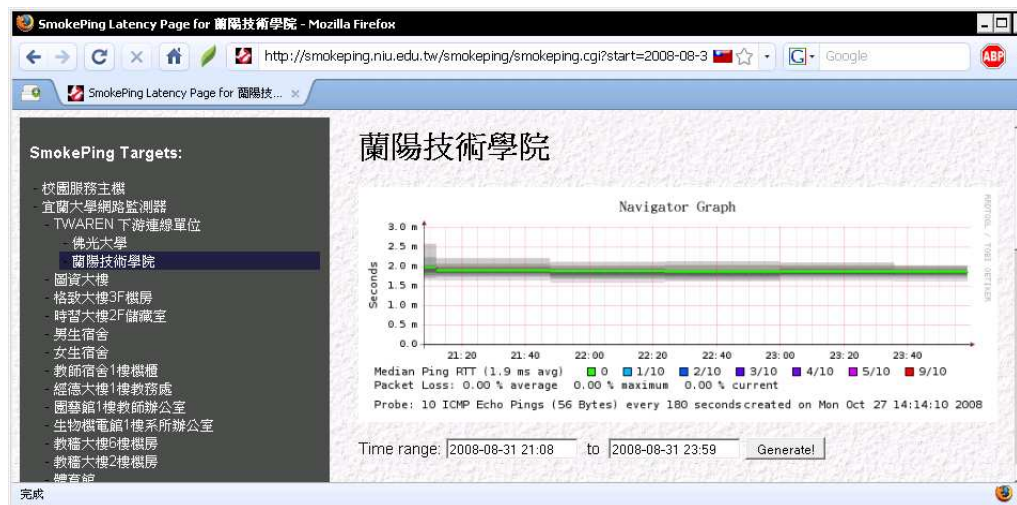 SmokePing Latency Page for 蘭陽技術學院 - Mozilla Firefox
http://smokeping.niu.edu.tw/smokeping/smokeping.cgi?start=2008-08-3
G
Google
ABP
SmokePing Latency Page for 蘭陽技...
SmokePing Targets:
- 校園服務主機
- 宜蘭大學網路監測器
- TWAREN 下游連線單位
- 佛光大學
- 蘭陽技術學院
- 圖資大樓
- 格致大樓3F機房
- 時習大樓2F儲藏室
- 男生宿舍
- 女生宿舍
- 教師宿舍1樓機櫃
- 經德大樓1樓教務處
- 園藝館1樓教師辦公室
- 生物機電館1樓系所辦公室
- 教穡大樓6樓機房
- 教穡大樓2樓機房
- 體育館
蘭陽技術學院
Navigator Graph
RRDTOOL / TOBI OETIKER
Seconds
3.0 m
2.5 m
2.0 m
1.5 m
1.0 m
0.5 m
0.0
21:20 21:40 22:00 22:20 22:40 23:00 23:20 23:40
Median Ping RTT (1.9 ms avg) 0 1/10 2/10 3/10 4/10 5/10 9/10
Packet Loss: 0.00 % average 0.00 % maximum 0.00 % current
Probe: 10 ICMP Echo Pings (56 Bytes) every 180 seconds created on Mon Oct 27 14:14:10 2008
Time range: 2008-08-31 21:08 to 2008-08-31 23:59 Generate!
完成